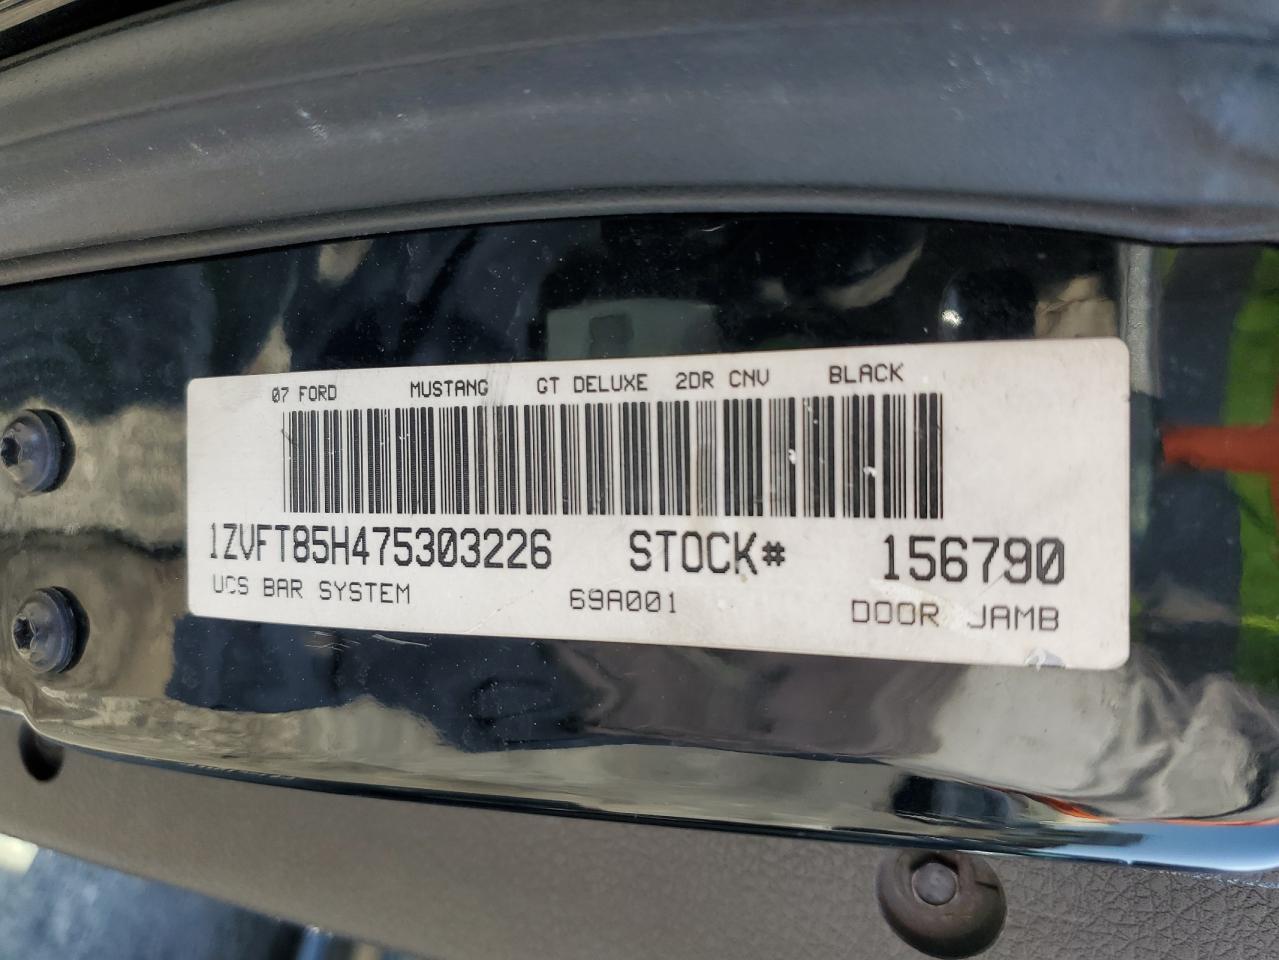 07 FORD MUSTANG GT DELUXE 2DR CNV BLACK
1ZVFT85H475303226 STOCK# 156790
UCS BAR SYSTEM 69A001 DOOR JAMB